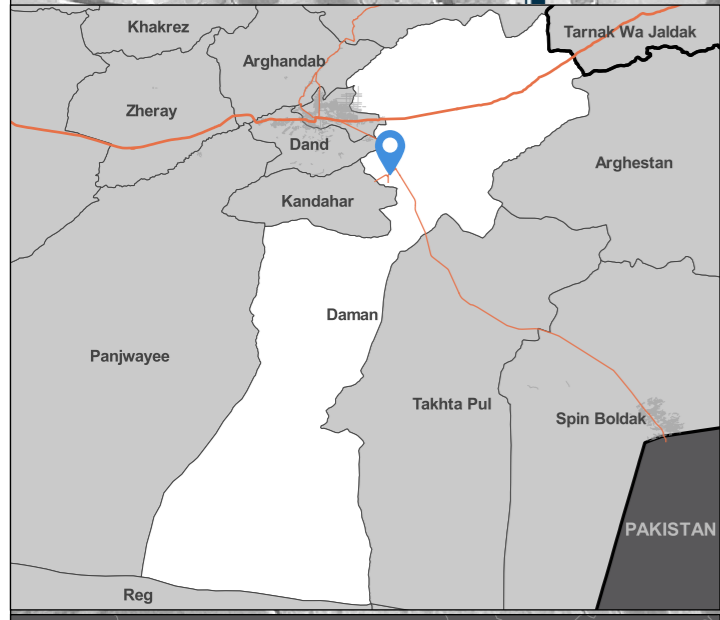 Khakrez
Tarnak Wa Jaldak
Arghandab
Zheray
Dand
Arghestan
Kandahar
Daman
Panjwayee
Takhta Pul
Spin Boldak
PAKISTAN
Reg